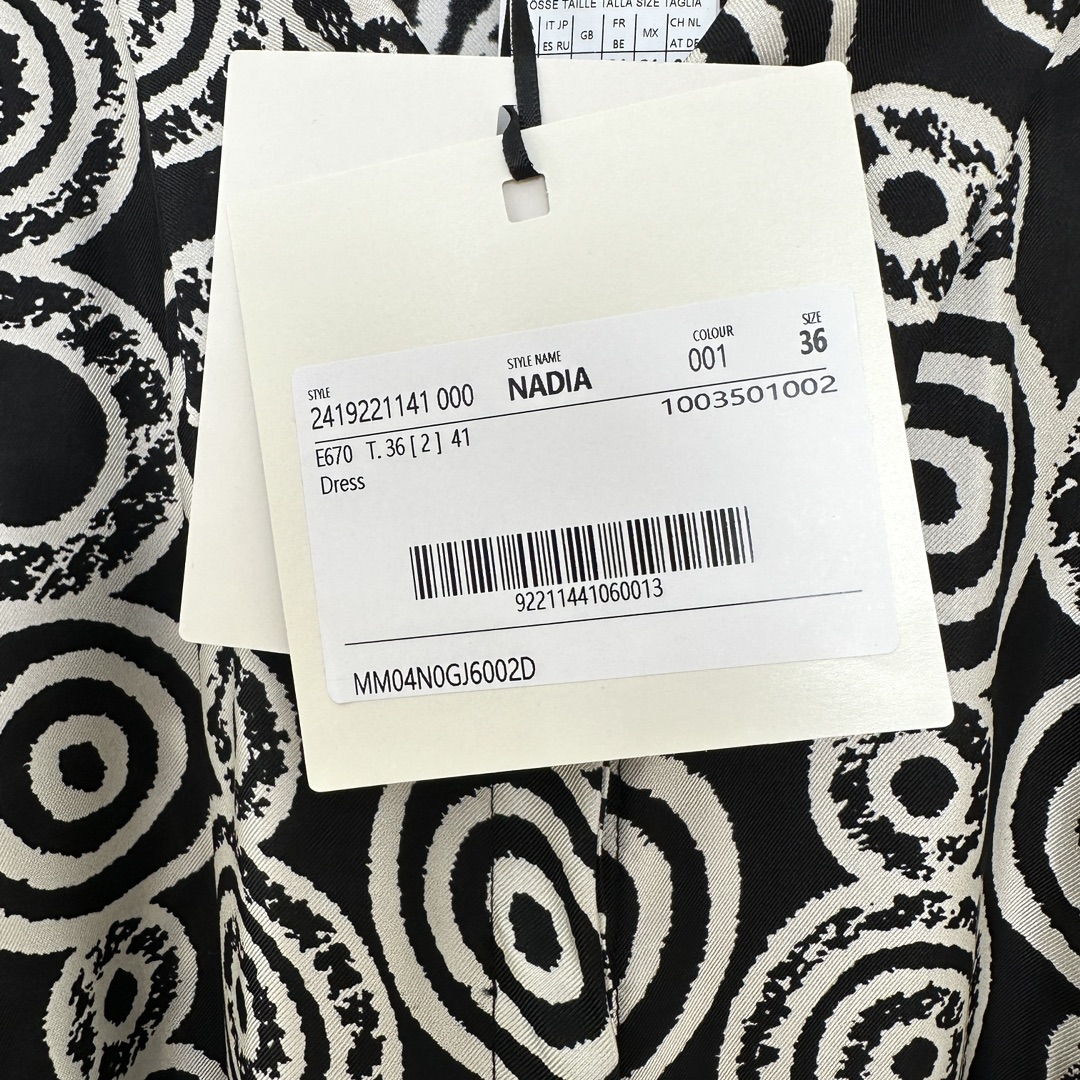 TAILLE TALLA SIZE TAGLIA
IT JP GB FR MX CH NL
ES RU BE AT DE
STYLE STYLE NAME COLOUR SIZE
2419221141 000 NADIA 001 36
1003501002
E670 T. 36 [ 2 ] 41
Dress
92211441060013
MM04N0GJ6002D